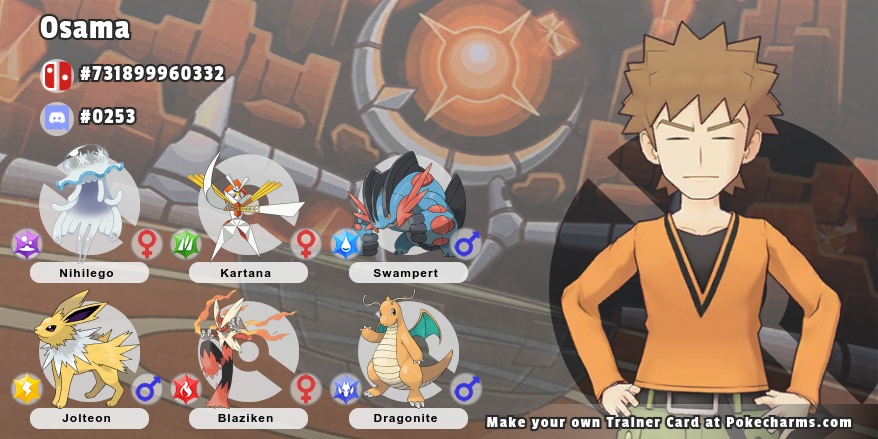 Osama
#731899960332
#0253
Nihilego
Kartana
Swampert
Jolteon
Blaziken
Dragonite
Make your own Trainer Card at Pokecharms.com